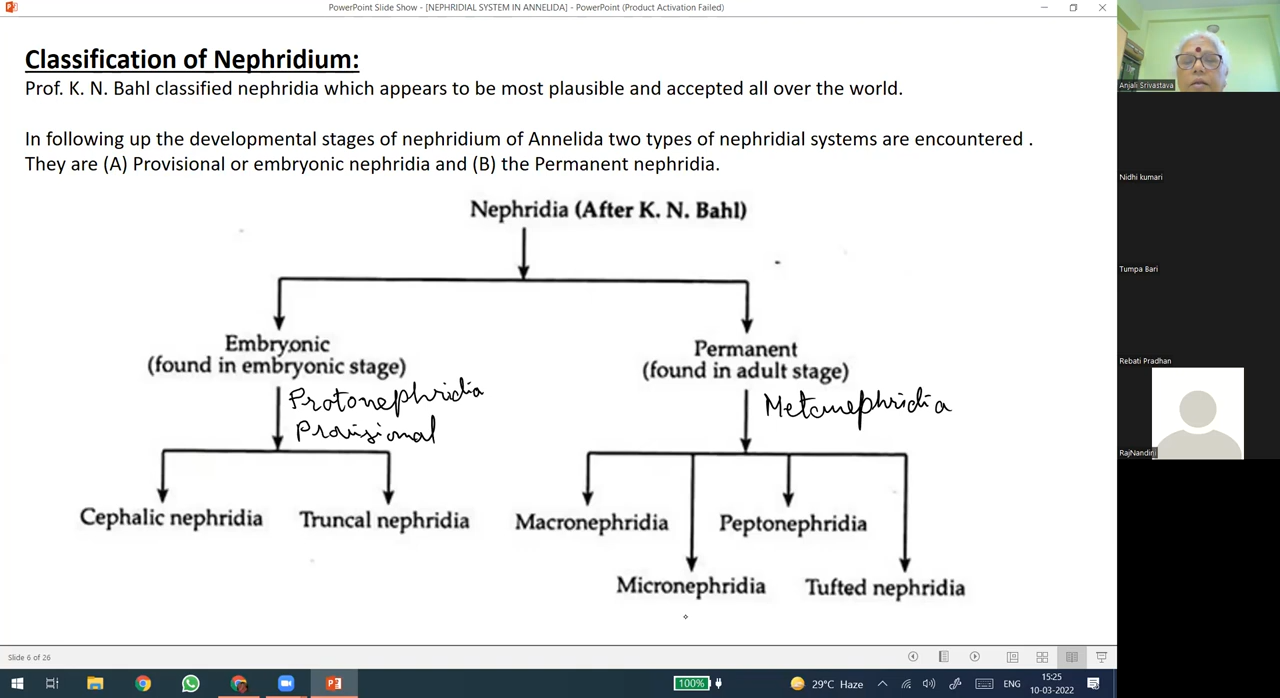 PowerPoint Slide Show - [NEPHRIDIAL SYSTEM IN ANNELIDA] - PowerPoint (Product Activation Failed)
Classification of Nephridium:
Prof. K. N. Bahl classified nephridia which appears to be most plausible and accepted all over the world.
In following up the developmental stages of nephridium of Annelida two types of nephridial systems are encountered .
They are (A) Provisional or embryonic nephridia and (B) the Permanent nephridia.
Nephridia (After K. N. Bahl)
Embryonic
(found in embryonic stage)
Permanent
(found in adult stage)
Protonephridia
Provisional
Metanephridia
Cephalic nephridia
Truncal nephridia
Macronephridia
Peptonephridia
Micronephridia
Tufted nephridia
Anjali Srivastava
Nidhi kumari
Tumpa Bari
Rebati Pradhan
RajNandini
Slide 6 of 26
100%
29°C Haze
ENG
15:25
10-03-2022